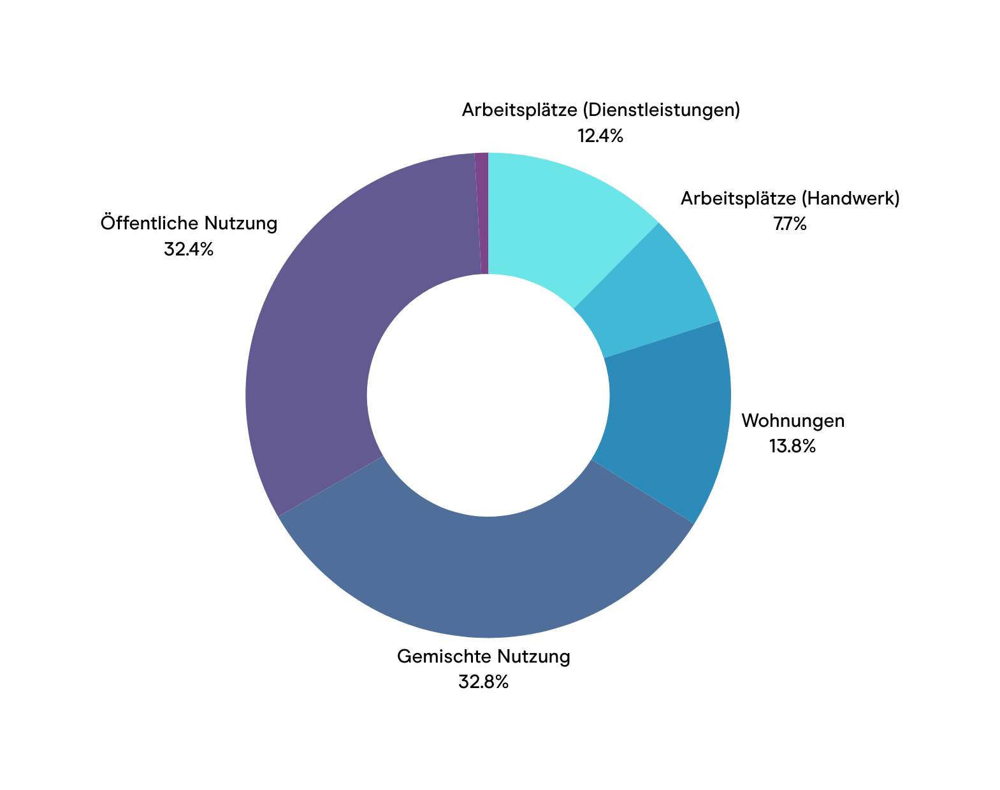 Arbeitsplätze (Dienstleistungen)
12.4%
Arbeitsplätze (Handwerk)
7.7%
Öffentliche Nutzung
32.4%
Wohnungen
13.8%
Gemischte Nutzung
32.8%